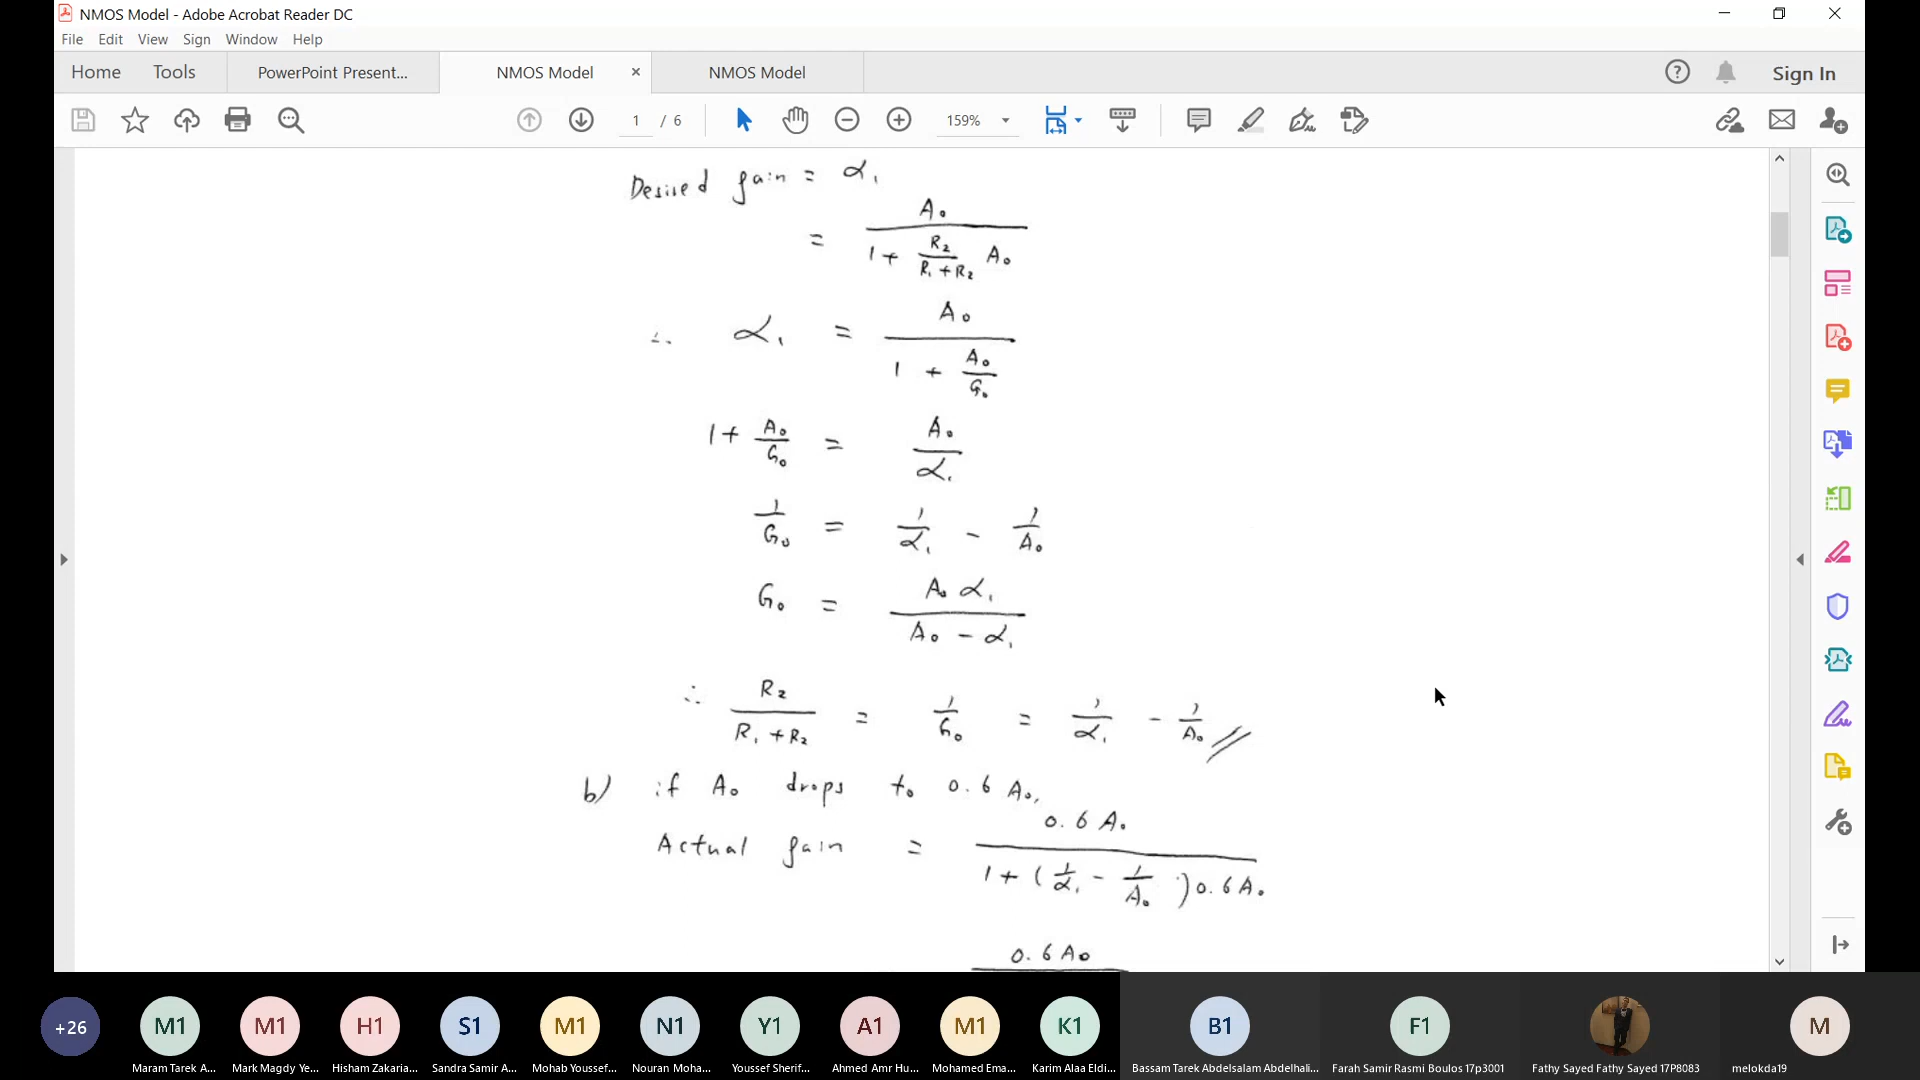 NMOS Model - Adobe Acrobat Reader DC
File Edit View Sign Window Help
Home Tools PowerPoint Present... NMOS Model × NMOS Model Sign In
1 / 6 159%
Desired gain = α₁
= A₀ / (1 + R₂/(R₁ + R₂) A₀)
∴ α₁ = A₀ / (1 + A₀/G₀)
1 + A₀/G₀ = A₀/α₁
1/G₀ = 1/α₁ - 1/A₀
G₀ = A₀ α₁ / (A₀ - α₁)
∴ R₂/(R₁ + R₂) = 1/G₀ = 1/α₁ - 1/A₀ //
b) if A₀ drops to 0.6 A₀,
Actual gain = 0.6 A₀ / (1 + (1/α₁ - 1/A₀) 0.6 A₀)
0.6 A₀
+26 M1 M1 H1 S1 M1 N1 Y1 A1 M1 K1 B1 F1 M
Maram Tarek A... Mark Magdy Ye... Hisham Zakaria... Sandra Samir A... Mohab Youssef... Nouran Moha... Youssef Sherif... Ahmed Amr Hu... Mohamed Ema... Karim Alaa Eldi... Bassam Tarek Abdelsalam Abdelhali... Farah Samir Rasmi Boulos 17p3001 Fathy Sayed Fathy Sayed 17P8083 melokda19